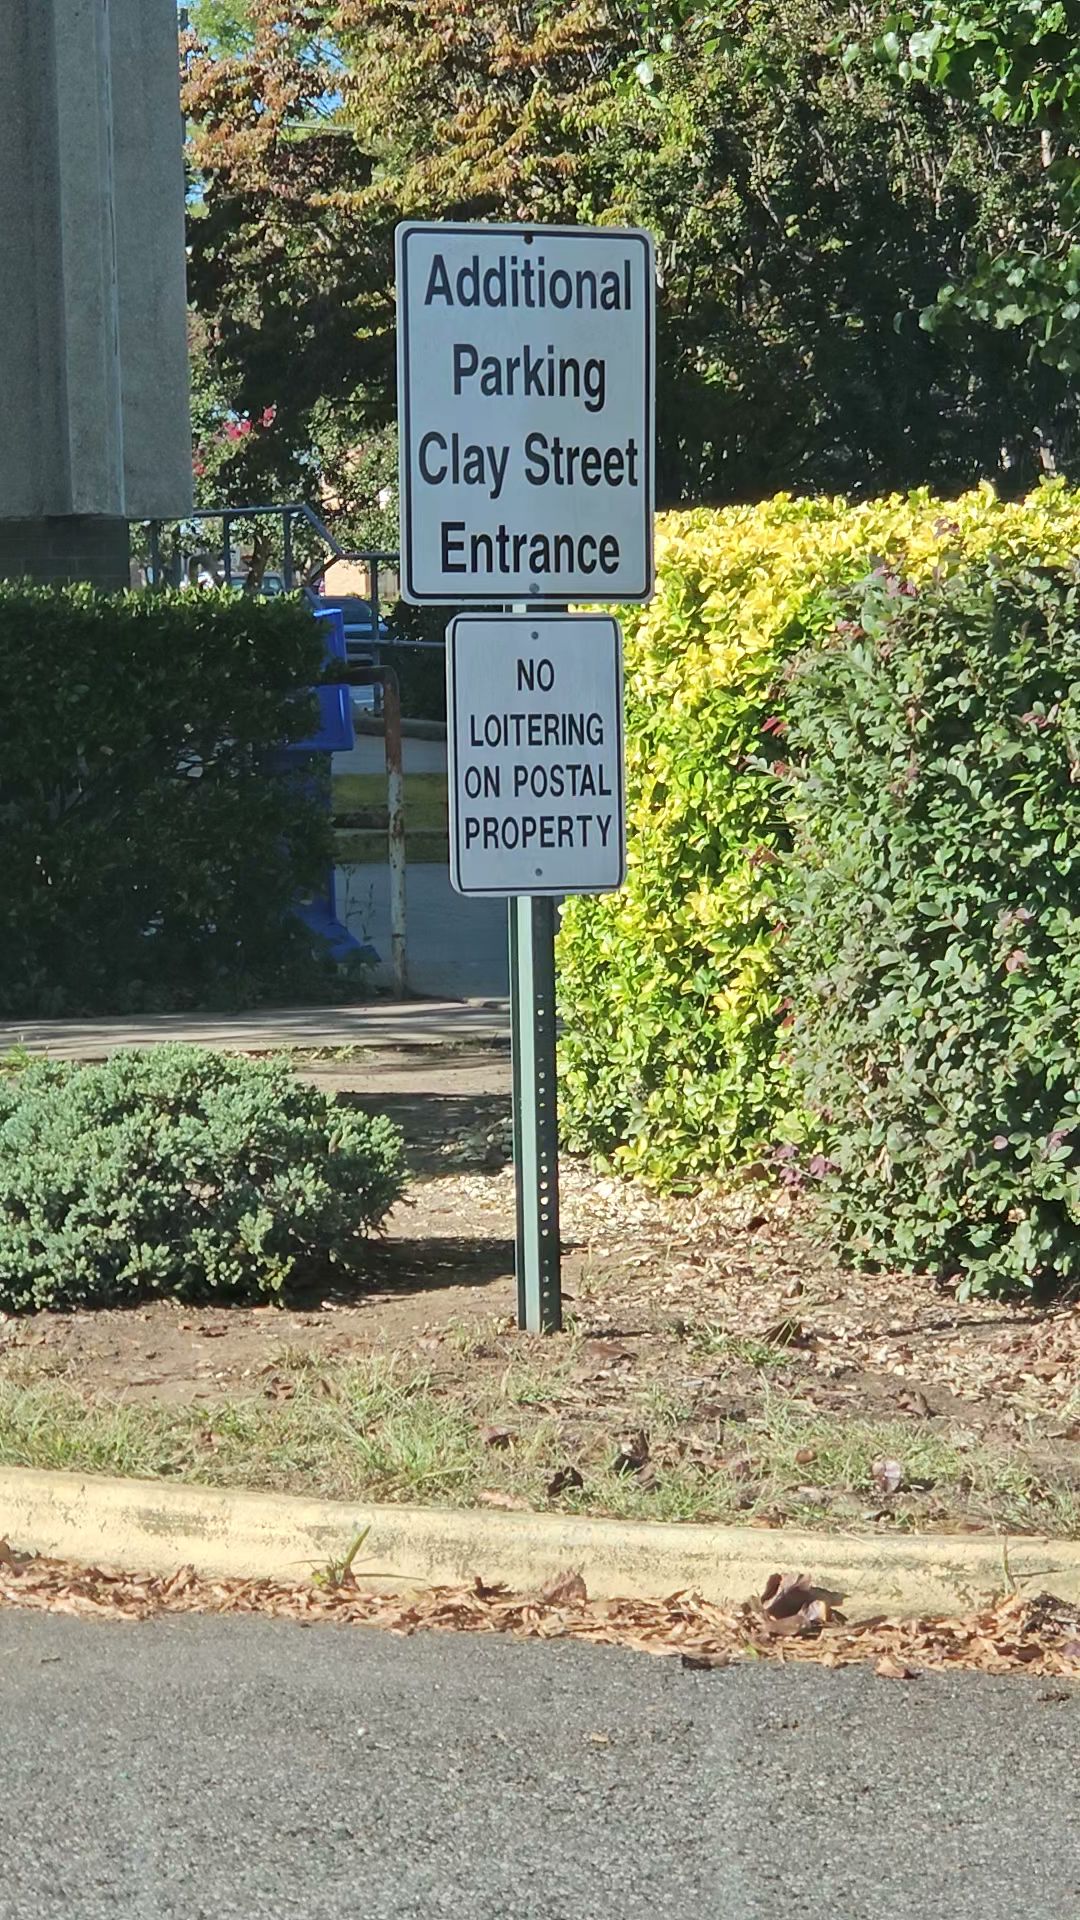 Additional
Parking
Clay Street
Entrance
NO
LOITERING
ON POSTAL
PROPERTY